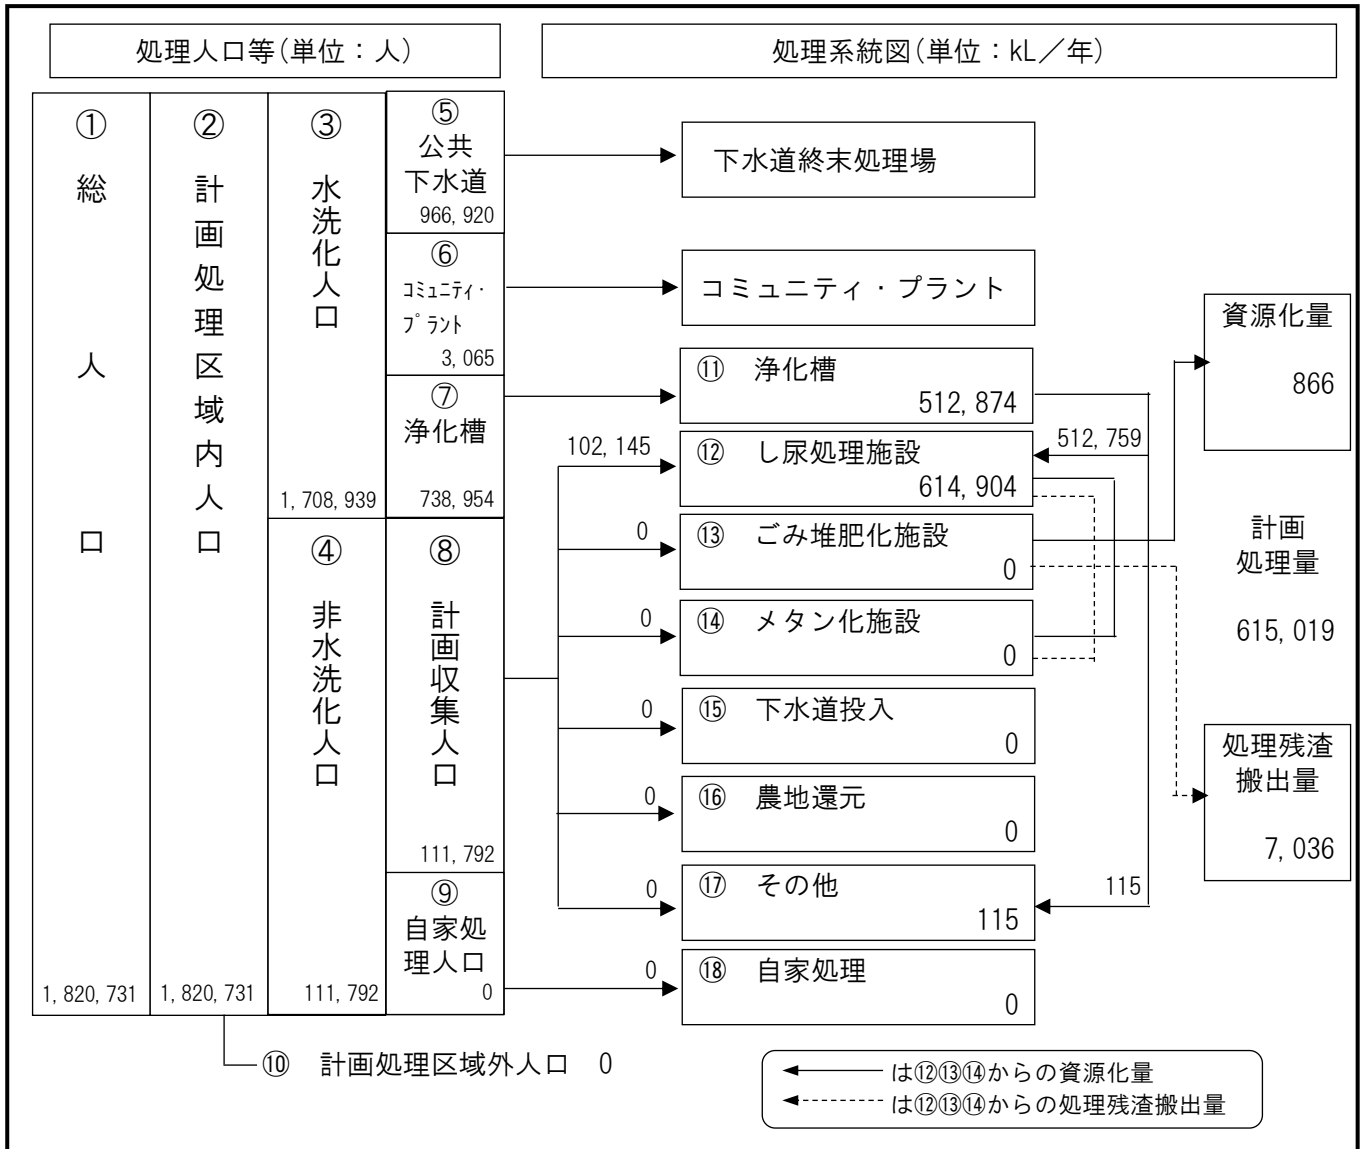 処理人口等(単位：人)
処理系統図(単位：kL／年)
①
総人口
1,820,731
②
計画処理区域内人口
1,820,731
③
水洗化人口
1,708,939
④
非水洗化人口
111,792
⑤
公共
下水道
966,920
⑥
ｺﾐｭﾆﾃｨ・
ﾌﾟﾗﾝﾄ
3,065
⑦
浄化槽
738,954
⑧
計画収集人口
111,792
⑨
自家処
理人口
0
⑩　計画処理区域外人口　0
下水道終末処理場
コミュニティ・プラント
⑪　浄化槽
512,874
102,145
⑫　し尿処理施設
614,904
512,759
0
⑬　ごみ堆肥化施設
0
0
⑭　メタン化施設
0
0
⑮　下水道投入
0
0
⑯　農地還元
0
0
⑰　その他
115
115
0
⑱　自家処理
0
資源化量
866
計画
処理量
615,019
処理残渣
搬出量
7,036
は⑫⑬⑭からの資源化量
は⑫⑬⑭からの処理残渣搬出量